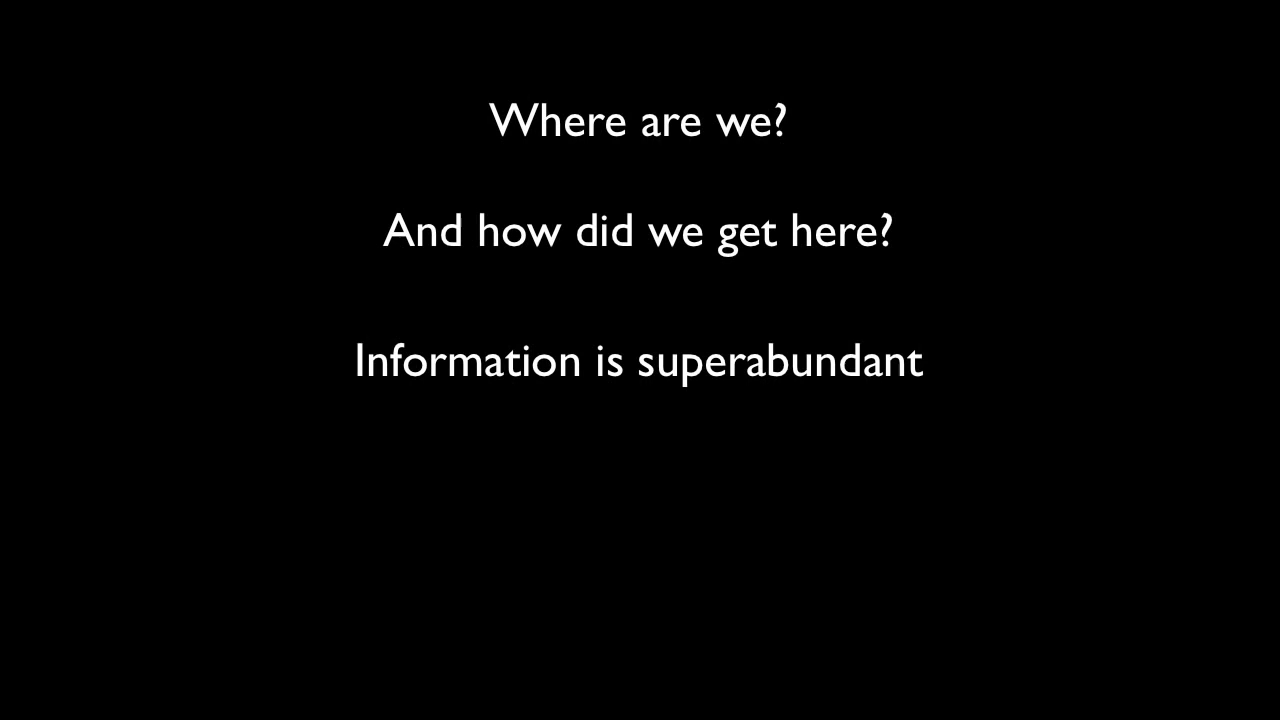 Where are we?
And how did we get here?
Information is superabundant